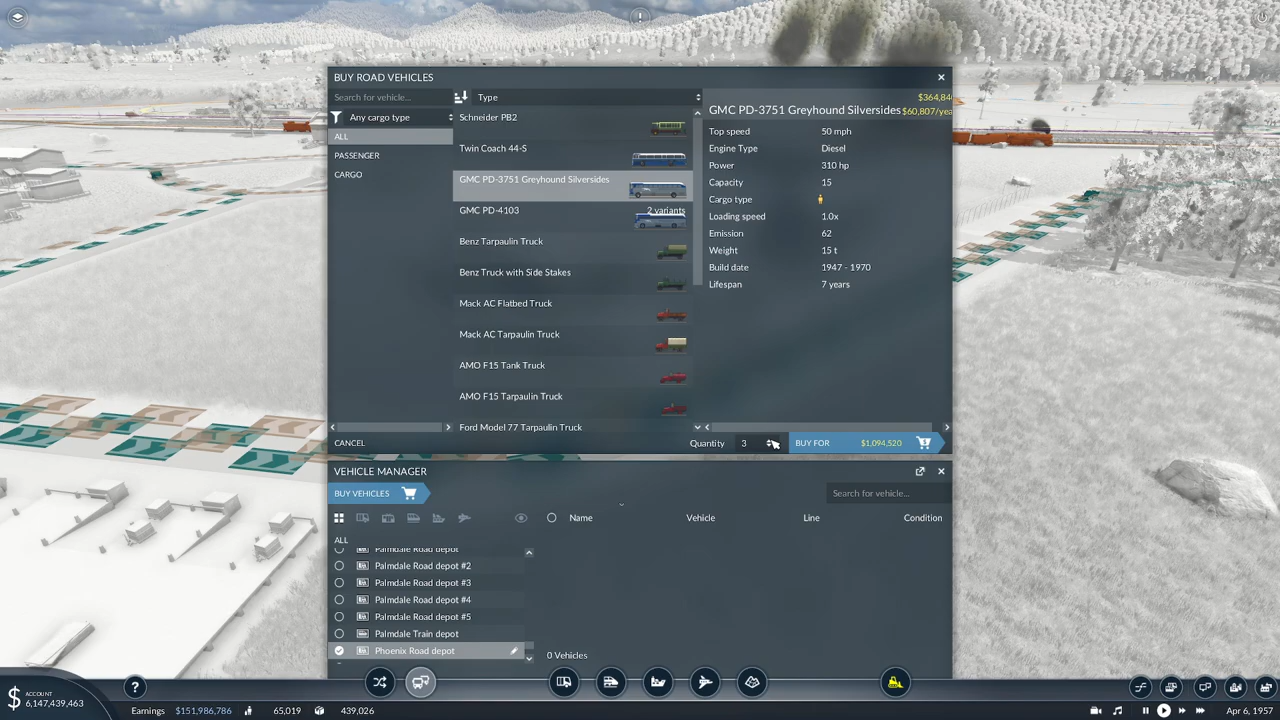 BUY ROAD VEHICLES
Search for vehicle...
Type
Any cargo type
ALL
PASSENGER
CARGO
Schneider PB2
Twin Coach 44-S
GMC PD-3751 Greyhound Silversides
GMC PD-4103
2 variants
Benz Tarpaulin Truck
Benz Truck with Side Stakes
Mack AC Flatbed Truck
Mack AC Tarpaulin Truck
AMO F15 Tank Truck
AMO F15 Tarpaulin Truck
Ford Model 77 Tarpaulin Truck
$364,84
GMC PD-3751 Greyhound Silversides
$60,807/yea
Top speed 50 mph
Engine Type Diesel
Power 310 hp
Capacity 15
Cargo type
Loading speed 1.0x
Emission 62
Weight 15 t
Build date 1947 - 1970
Lifespan 7 years
CANCEL
Quantity 3
BUY FOR $1,094,520
VEHICLE MANAGER
BUY VEHICLES
Search for vehicle...
Name Vehicle Line Condition
ALL
Palmdale Road depot
Palmdale Road depot #2
Palmdale Road depot #3
Palmdale Road depot #4
Palmdale Road depot #5
Palmdale Train depot
Phoenix Road depot
0 Vehicles
?
$ ACCOUNT
6,147,439,463
Earnings $151,986,786 65,019 439,026
Apr 6, 1957